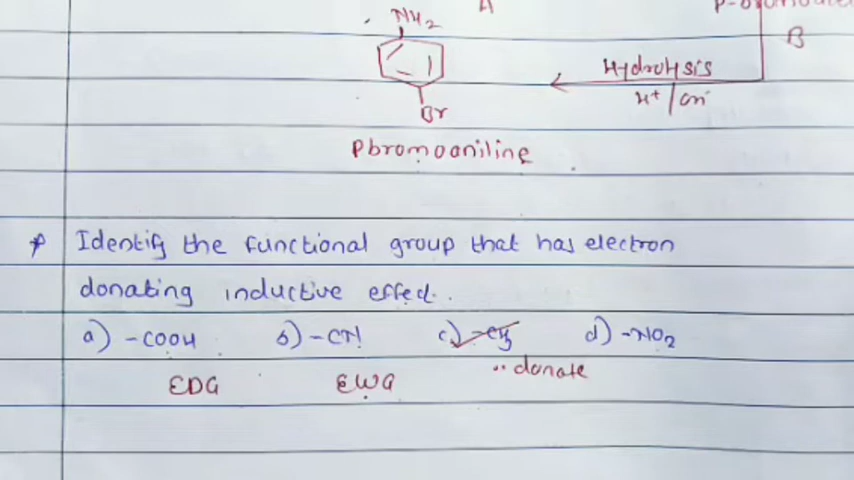 NH2 A
B
HydroHsis
H+/OH-
Br
Pbromoaniline
* Identify the functional group that has electron
donating inductive effect..
a) -COOH b) -CN c) -CH3 d) -NO2
EDG EWG ..donate